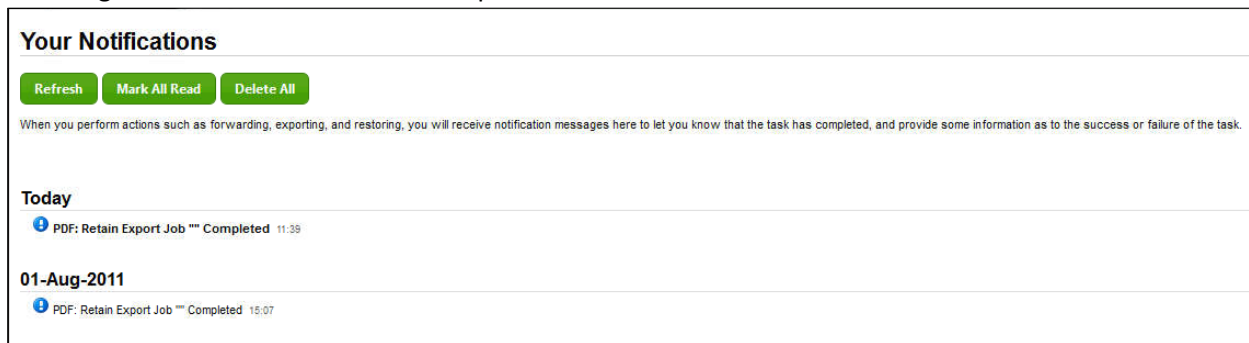 Your Notifications
Refresh Mark All Read Delete All
When you perform actions such as forwarding, exporting, and restoring, you will receive notification messages here to let you know that the task has completed, and provide some information as to the success or failure of the task.
Today
PDF: Retain Export Job "" Completed 11:39
01-Aug-2011
PDF: Retain Export Job "" Completed 15:07